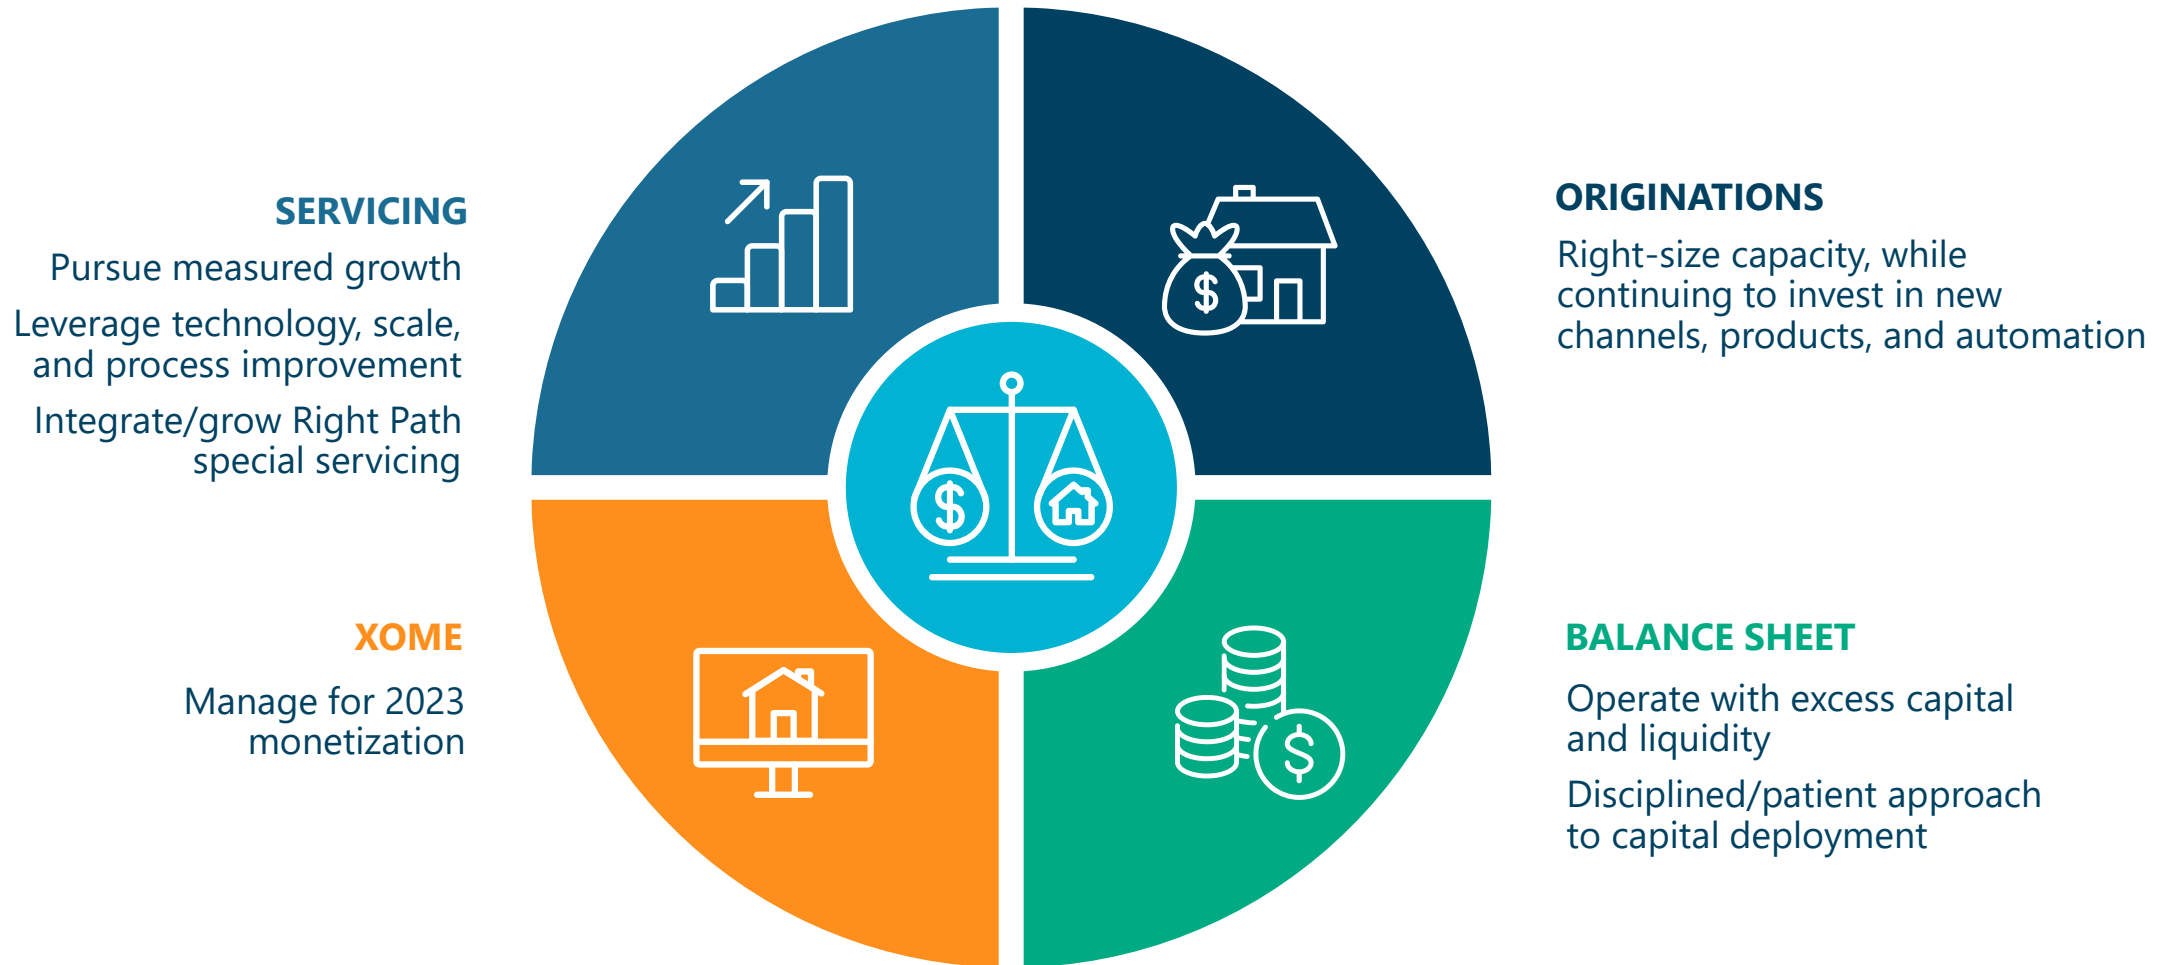 SERVICING
Pursue measured growth
Leverage technology, scale,
and process improvement
Integrate/grow Right Path
special servicing
ORIGINATIONS
Right-size capacity, while
continuing to invest in new
channels, products, and automation
XOME
Manage for 2023
monetization
BALANCE SHEET
Operate with excess capital
and liquidity
Disciplined/patient approach
to capital deployment
$
$
$